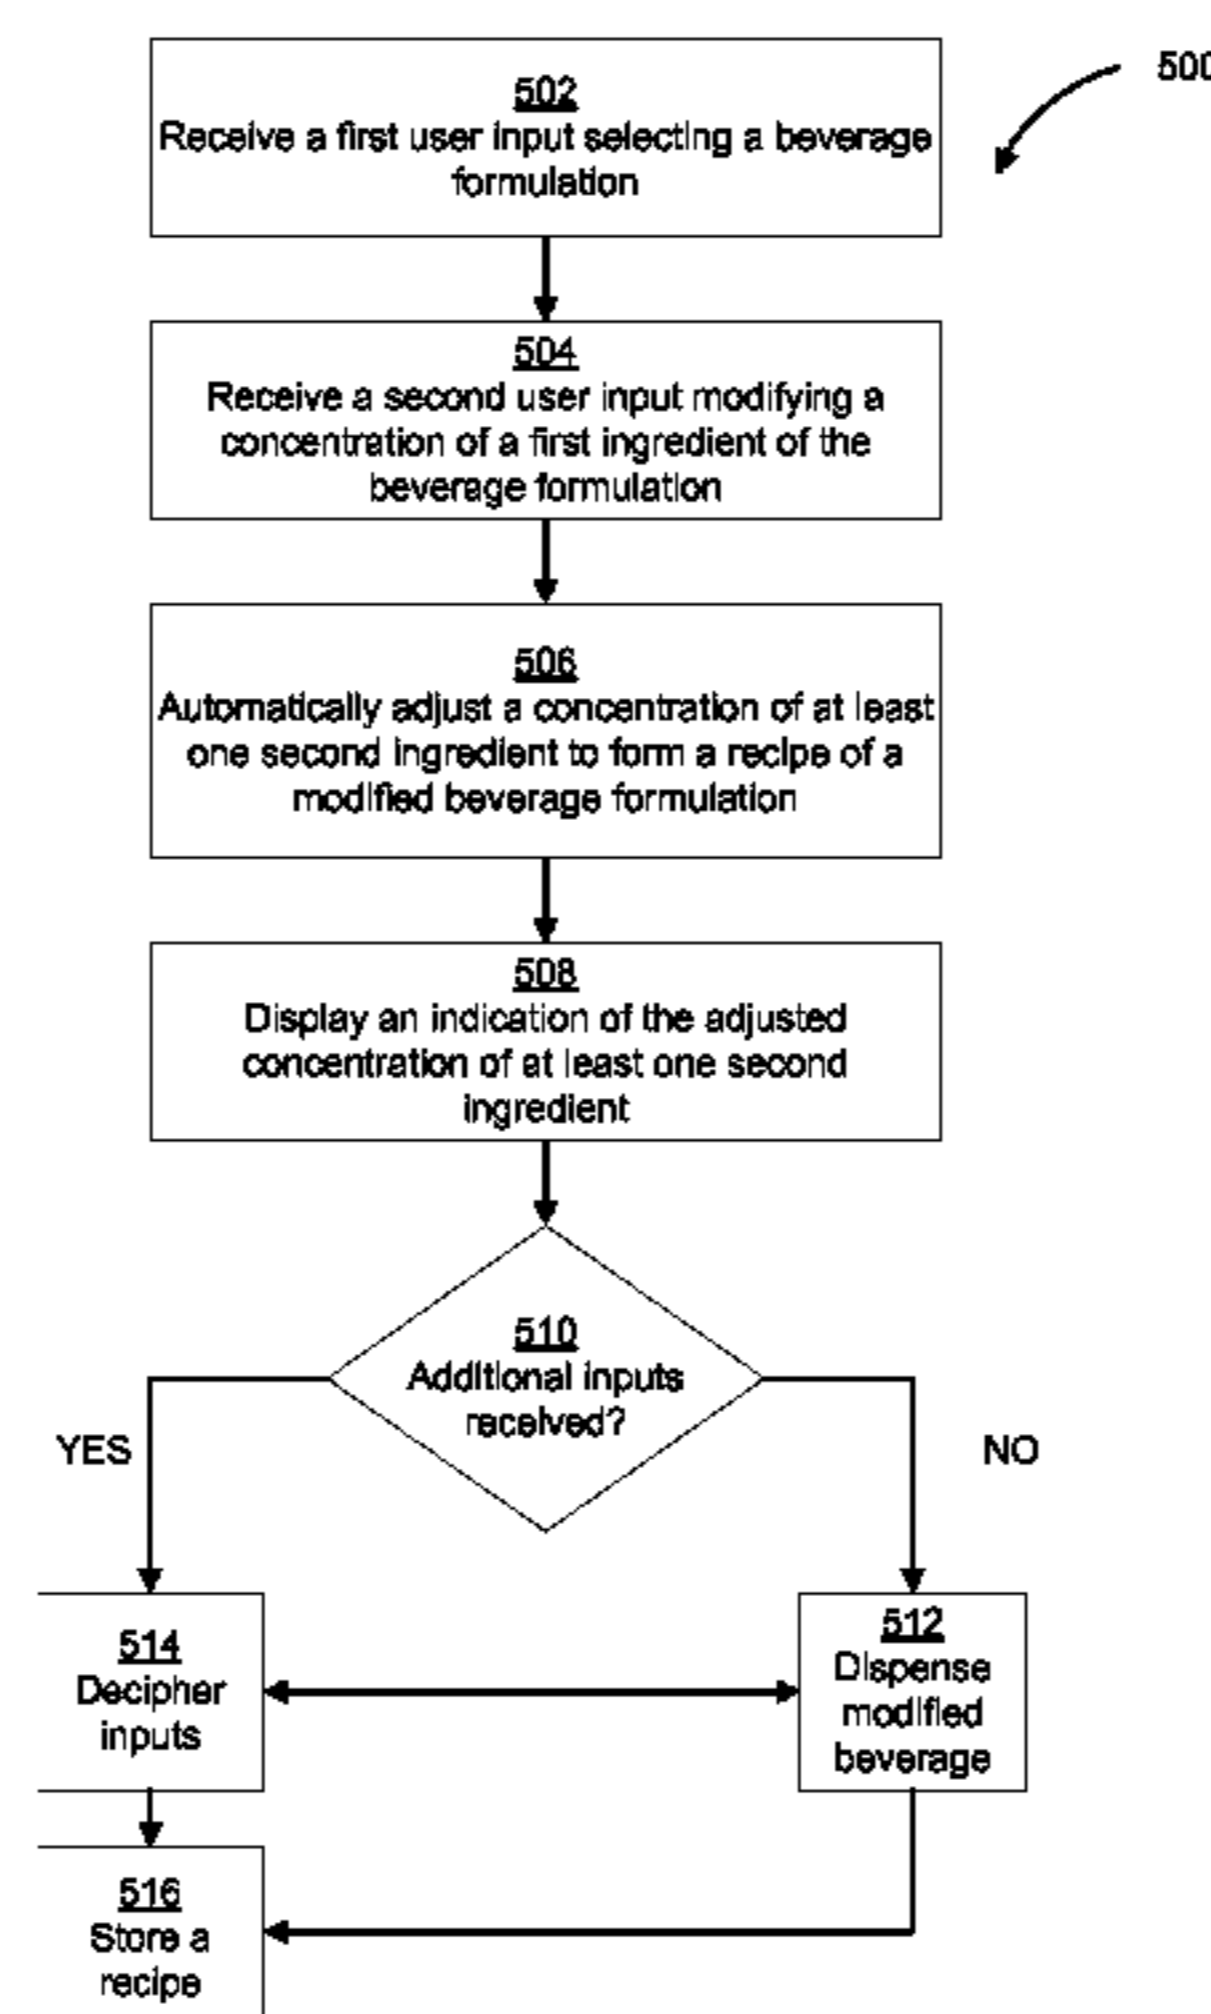 500
502
Receive a first user input selecting a beverage
formulation
504
Receive a second user input modifying a
concentration of a first ingredient of the
beverage formulation
506
Automatically adjust a concentration of at least
one second ingredient to form a recipe of a
modified beverage formulation
508
Display an indication of the adjusted
concentration of at least one second
ingredient
510
Additional inputs
received?
YES
NO
514
Decipher
inputs
512
Dispense
modified
beverage
516
Store a
recipe